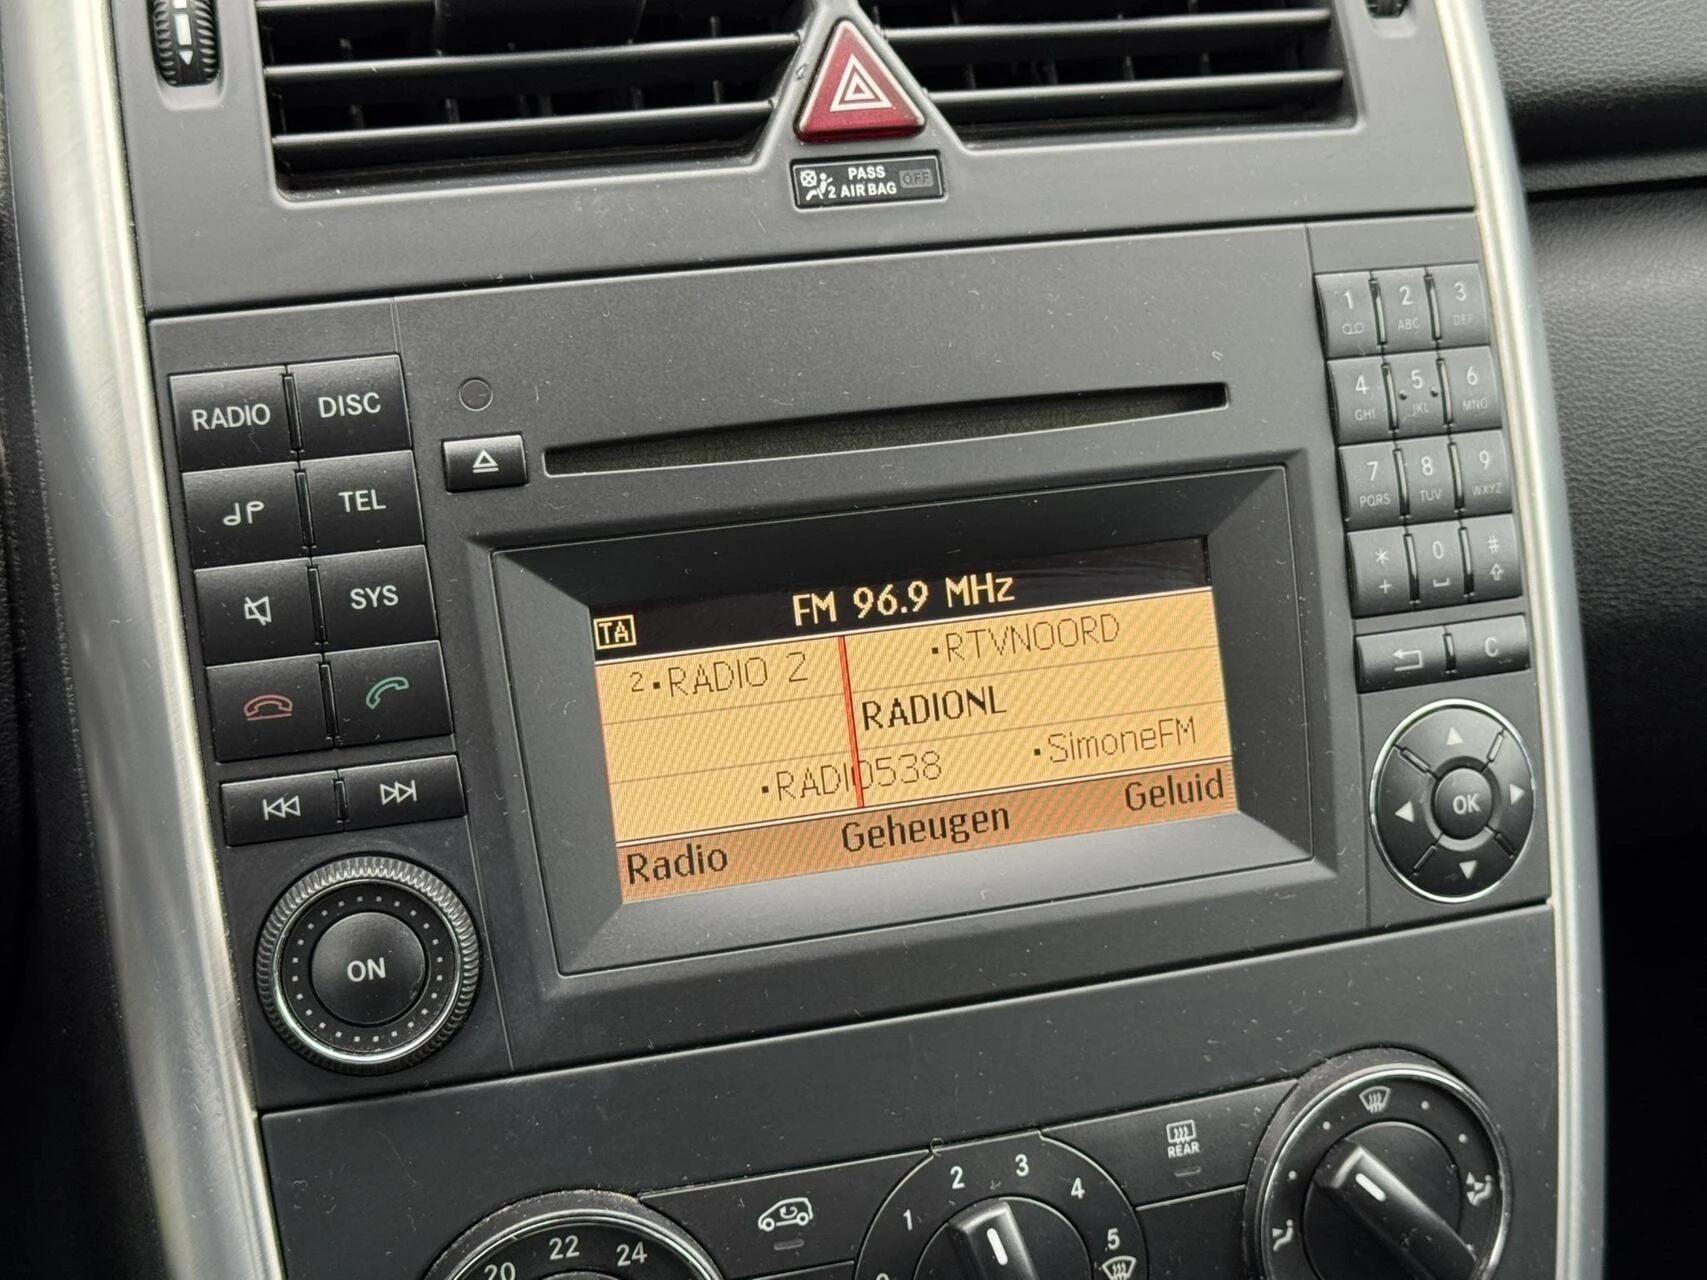 PASS
2 AIR BAG OFF
RADIO DISC
TEL
SYS
ON
FM 96.9 MHz
TA
2 RADIO 2
RTVNOORD
RADIONL
RADIO538
SimoneFM
Radio Geheugen Geluid
1 2 3
ABC DEF
4 5 6
GHI JKL MNO
7 8 9
PQRS TUV WXYZ
* 0 #
+
C
OK
REAR
20 22 24
0 1 2 3 4 5